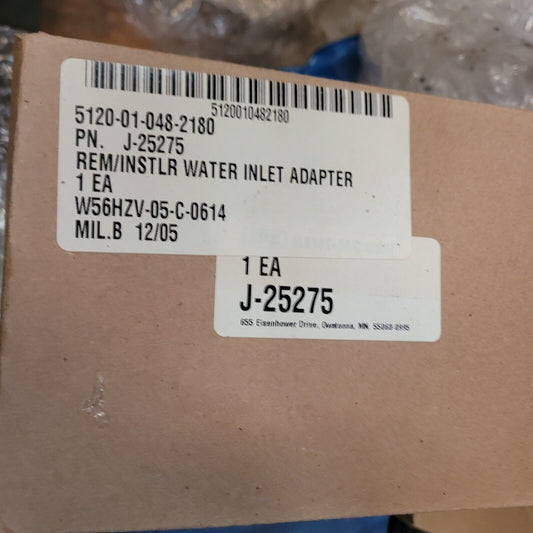 5120010482180
5120-01-048-2180
PN. J-25275
REM/INSTLR WATER INLET ADAPTER
1 EA
W56HZV-05-C-0614
MIL.B 12/05
1 EA
J-25275
655 Eisenhower Drive, Owatonna, MN. 55060-0995